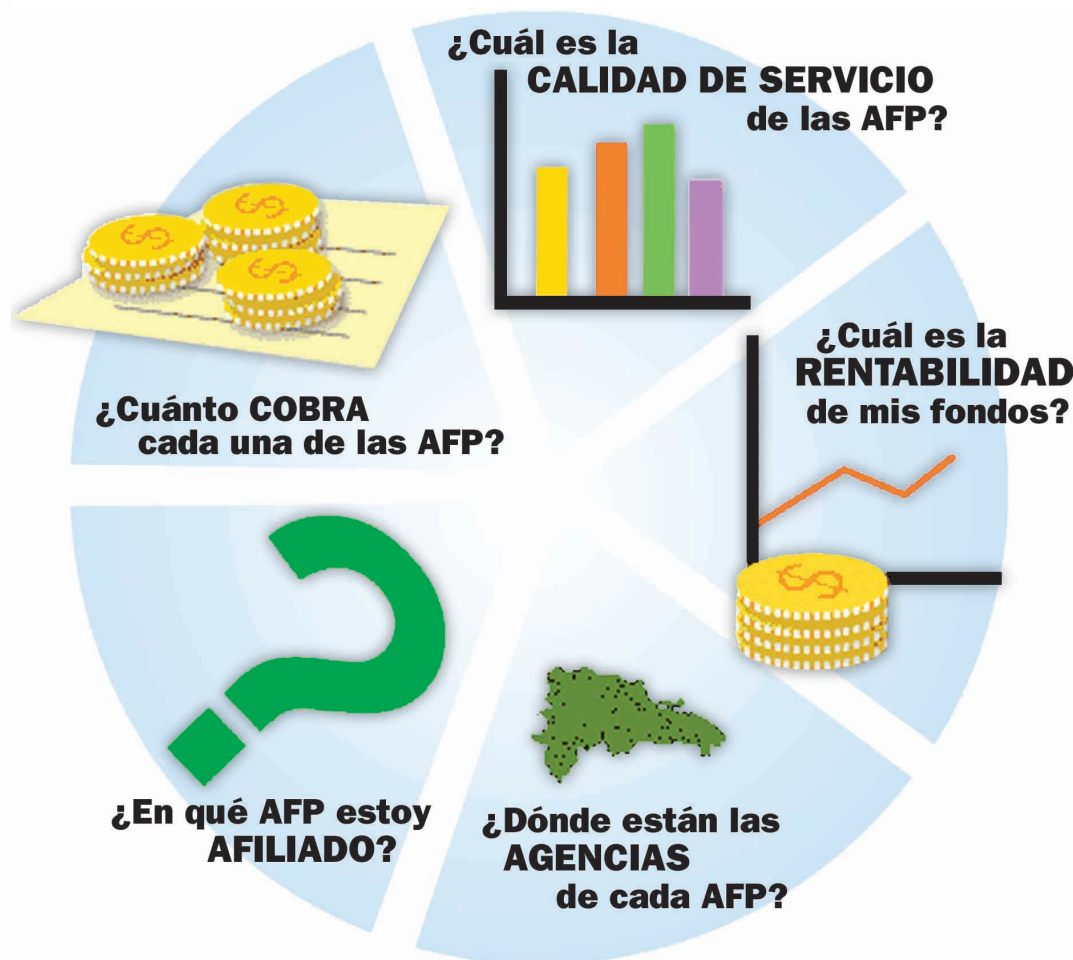 ¿Cuál es la
CALIDAD DE SERVICIO
de las AFP?
¿Cuál es la
RENTABILIDAD
de mis fondos?
¿Cuánto COBRA
cada una de las AFP?
¿En qué AFP estoy
AFILIADO?
¿Dónde están las
AGENCIAS
de cada AFP?